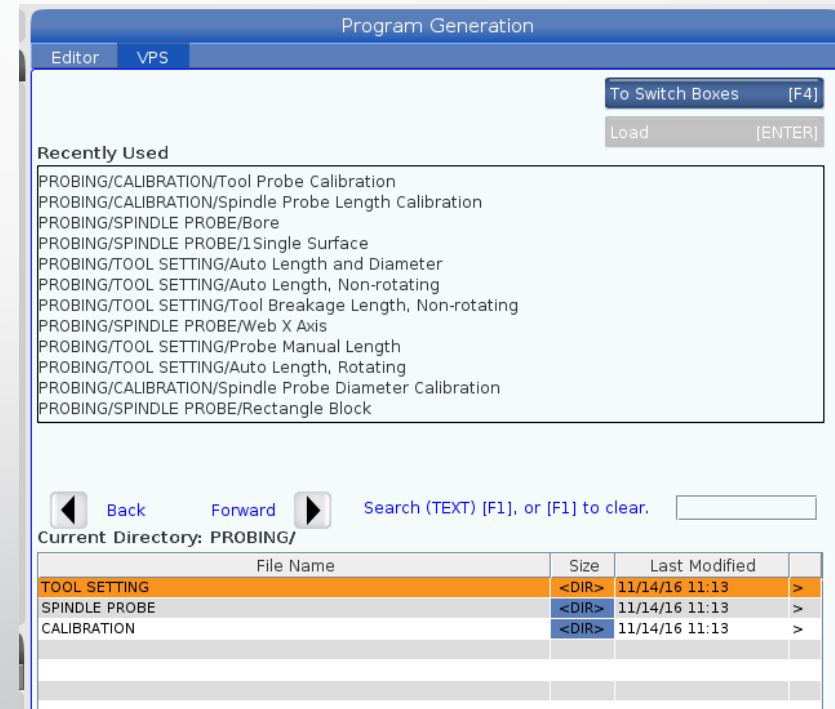 Program Generation
Editor VPS
To Switch Boxes [F4]
Load [ENTER]
Recently Used
PROBING/CALIBRATION/Tool Probe Calibration
PROBING/CALIBRATION/Spindle Probe Length Calibration
PROBING/SPINDLE PROBE/Bore
PROBING/SPINDLE PROBE/1Single Surface
PROBING/TOOL SETTING/Auto Length and Diameter
PROBING/TOOL SETTING/Auto Length, Non-rotating
PROBING/TOOL SETTING/Tool Breakage Length, Non-rotating
PROBING/SPINDLE PROBE/Web X Axis
PROBING/TOOL SETTING/Probe Manual Length
PROBING/TOOL SETTING/Auto Length, Rotating
PROBING/CALIBRATION/Spindle Probe Diameter Calibration
PROBING/SPINDLE PROBE/Rectangle Block
Back Forward Search (TEXT) [F1], or [F1] to clear.
Current Directory: PROBING/
File Name Size Last Modified
TOOL SETTING <DIR> 11/14/16 11:13 >
SPINDLE PROBE <DIR> 11/14/16 11:13 >
CALIBRATION <DIR> 11/14/16 11:13 >